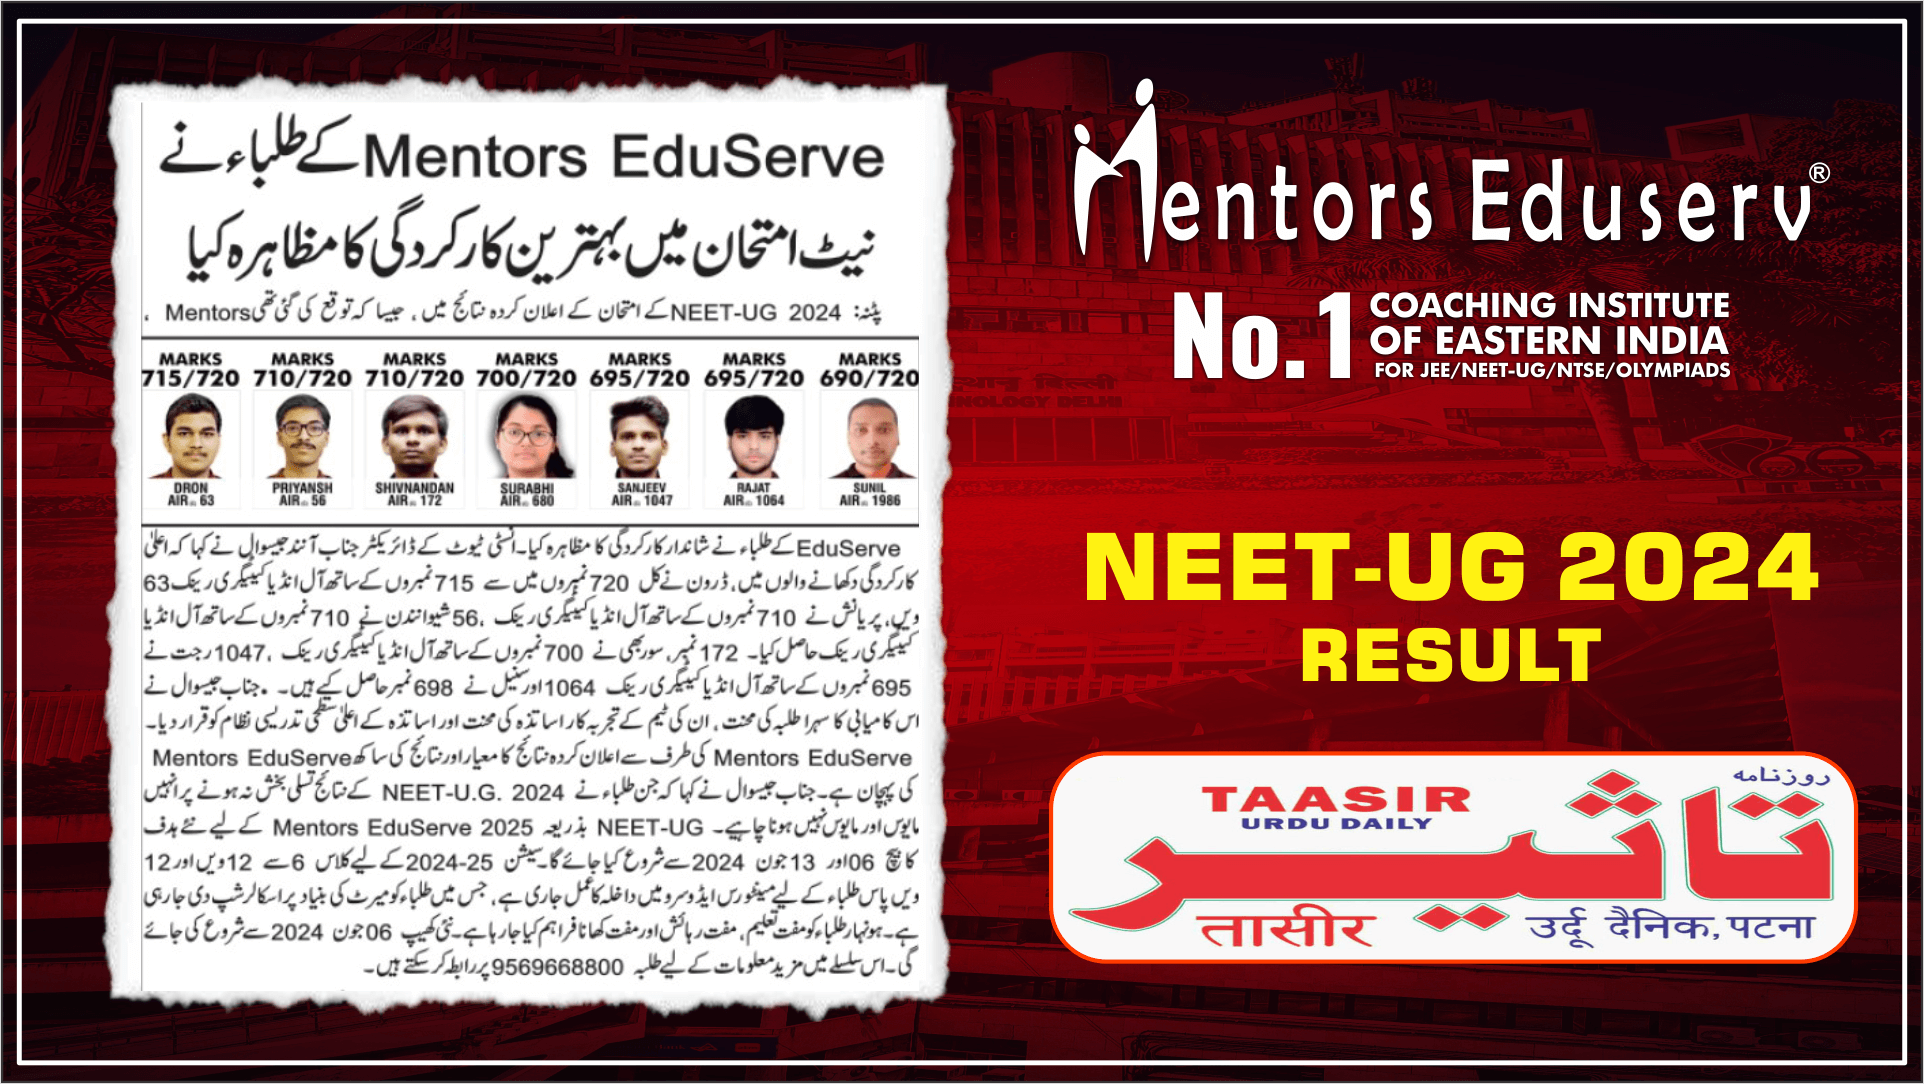 Mentors EduServe کے طلباء نے
نیٹ امتحان میں بہترین کارکردگی کا مظاہرہ کیا
پٹنہ: NEET-UG 2024 کے امتحان کے اعلان کردہ نتائج میں، جیسا کہ توقع کی گئی تھی Mentors ،
MARKS MARKS MARKS MARKS MARKS MARKS MARKS
715/720 710/720 710/720 700/720 695/720 695/720 690/720
DRON PRIYANSH SHIVNANDAN SURABHI SANJEEV RAJAT SUNIL
AIR 63 AIR 56 AIR 172 AIR 680 AIR 1047 AIR 1064 AIR 1986
EduServe کے طلباء نے شاندار کارکردگی کا مظاہرہ کیا۔ انسٹی ٹیوٹ کے ڈائریکٹر جناب آنند جیسوال نے کہا کہ اعلیٰ
کارکردگی دکھانے والوں میں، ڈرون نے کل 720 نمبروں میں سے 715 نمبروں کے ساتھ آل انڈیا کیٹیگری رینک 63
ویں، پریانش نے 710 نمبروں کے ساتھ آل انڈیا کیٹیگری رینک ،56 شیوانندن نے 710 نمبروں کے ساتھ آل انڈیا
کیٹیگری رینک حاصل کیا۔ 172 نمبر، سوربھی نے 700 نمبروں کے ساتھ آل انڈیا کیٹیگری رینک ،1047 رجت نے
695 نمبروں کے ساتھ آل انڈیا کیٹیگری رینک 1064 اور سنیل نے 698 نمبر حاصل کیے ہیں۔ ۔جناب جیسوال نے
اس کامیابی کا سہرا طلبہ کی محنت، ان کی ٹیم کے تجربہ کار اساتذہ کی محنت اور اساتذہ کے اعلیٰ سطحی تدریسی نظام کو قرار دیا۔
Mentors EduServe کی طرف سے اعلان کردہ نتائج کا معیار اور نتائج کی ساکھ Mentors EduServe
کی پہچان ہے۔ جناب جیسوال نے کہا کہ جن طلباء نے NEET-U.G. 2024 کے نتائج تسلی بخش نہ ہونے پر انہیں
مایوس اور مایوس نہیں ہونا چاہیے۔ NEET-UG بذریعہ Mentors EduServe 2025 کے لیے نئے ہدف
کا بیچ 06 اور 13 جون 2024 سے شروع کیا جائے گا۔ سیشن 2024-25 کے لیے کلاس 6 سے 12 ویں اور 12
ویں پاس طلباء کے لیے مینٹورس ایڈوسرو میں داخلہ کا عمل جاری ہے، جس میں طلباء کو میرٹ کی بنیاد پر اسکالرشپ دی جا رہی
ہے۔ ہونہار طلباء کو مفت تعلیم، مفت رہائش اور مفت کھانا فراہم کیا جا رہا ہے۔ نئی کھیپ 06 جون 2024 سے شروع کی جائے
گی۔ اس سلسلے میں مزید معلومات کے لیے طلبہ 9569668800 پر رابطہ کر سکتے ہیں۔
Mentors Eduserv®
No. 1 COACHING INSTITUTE
OF EASTERN INDIA
FOR JEE/NEET-UG/NTSE/OLYMPIADS
NEET-UG 2024
RESULT
روزنامہ
TAASIR
URDU DAILY
تاثیر
तासीर उर्दू दैनिक, पटना